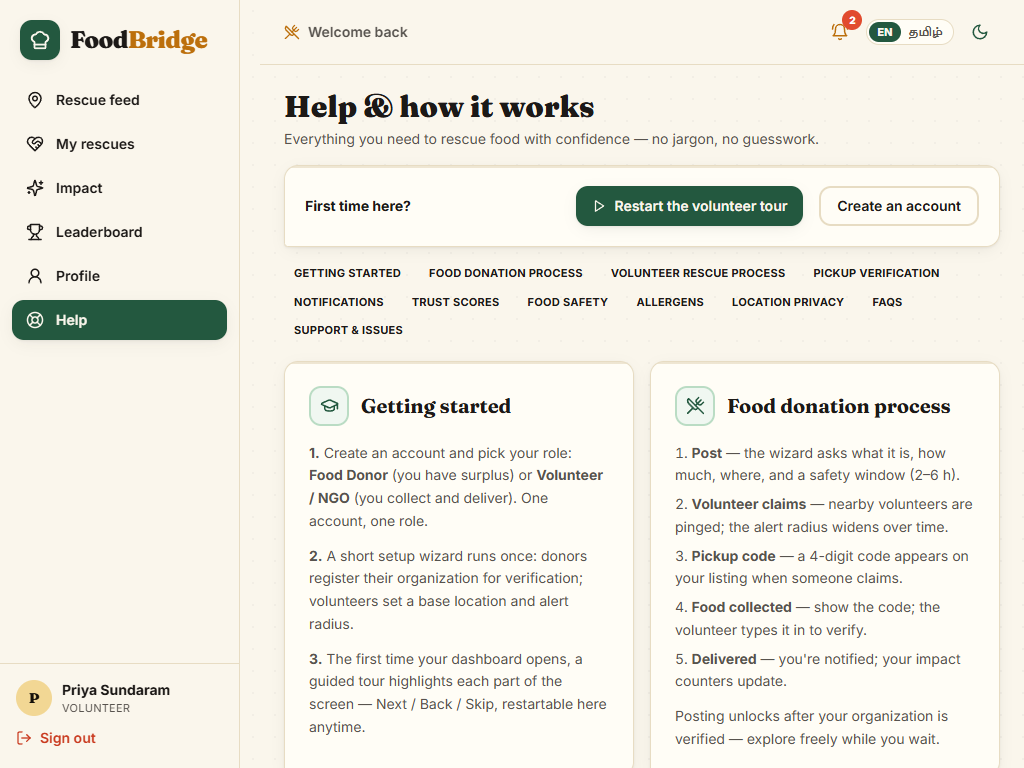 FoodBridge
Rescue feed
My rescues
Impact
Leaderboard
Profile
Help
P
Priya Sundaram
VOLUNTEER
Sign out
Welcome back
2
EN
தமிழ்
Help & how it works
Everything you need to rescue food with confidence — no jargon, no guesswork.
First time here?
Restart the volunteer tour
Create an account
GETTING STARTED FOOD DONATION PROCESS VOLUNTEER RESCUE PROCESS PICKUP VERIFICATION
NOTIFICATIONS TRUST SCORES FOOD SAFETY ALLERGENS LOCATION PRIVACY FAQS
SUPPORT & ISSUES
Getting started
1. Create an account and pick your role:
Food Donor (you have surplus) or Volunteer
/ NGO (you collect and deliver). One
account, one role.
2. A short setup wizard runs once: donors
register their organization for verification;
volunteers set a base location and alert
radius.
3. The first time your dashboard opens, a
guided tour highlights each part of the
screen — Next / Back / Skip, restartable here
anytime.
Food donation process
1. Post — the wizard asks what it is, how
much, where, and a safety window (2–6 h).
2. Volunteer claims — nearby volunteers are
pinged; the alert radius widens over time.
3. Pickup code — a 4-digit code appears on
your listing when someone claims.
4. Food collected — show the code; the
volunteer types it in to verify.
5. Delivered — you're notified; your impact
counters update.
Posting unlocks after your organization is
verified — explore freely while you wait.